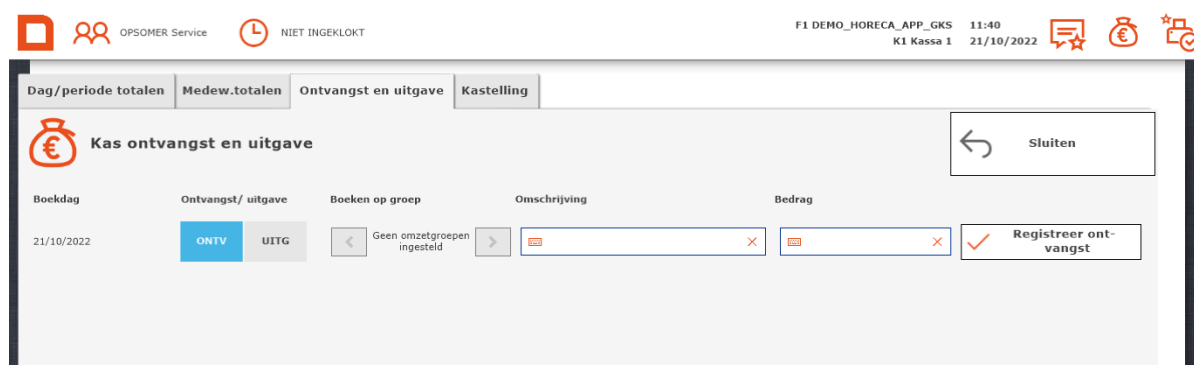 OPSOMER Service
NIET INGEKLOKT
F1 DEMO_HORECA_APP_GKS 11:40
K1 Kassa 1 21/10/2022
Dag/periode totalen Medew.totalen Ontvangst en uitgave Kastelling
Kas ontvangst en uitgave
Sluiten
Boekdag Ontvangst/ uitgave Boeken op groep Omschrijving Bedrag
21/10/2022 ONTV UITG
Geen omzetgroepen
ingesteld
Registreer ont-
vangst